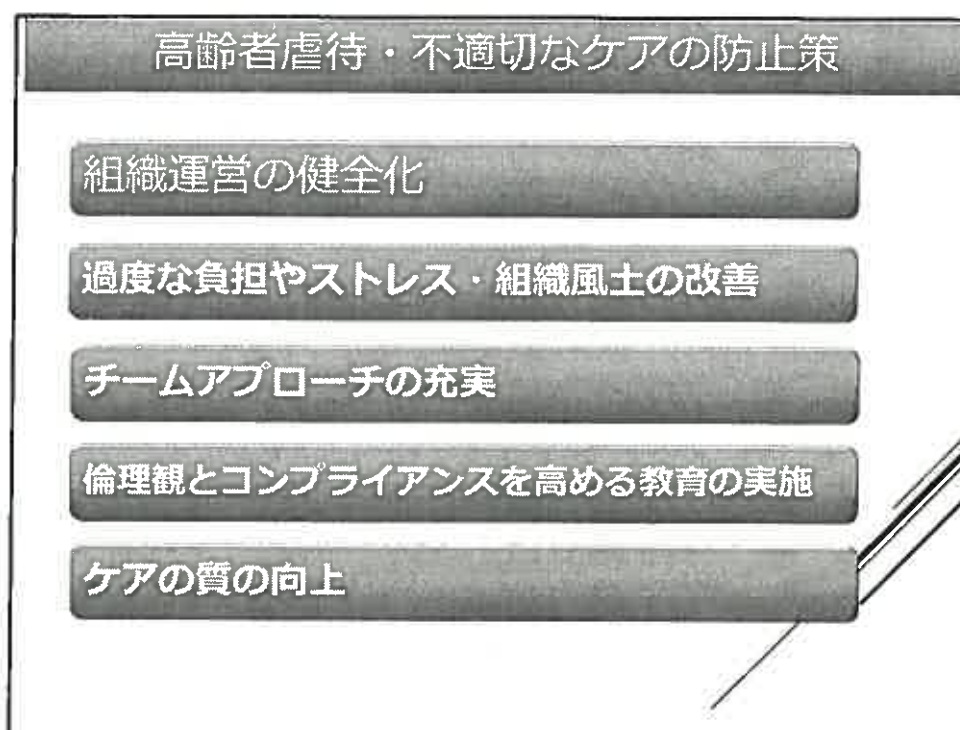 高齢者虐待・不適切なケアの防止策
組織運営の健全化
過度な負担やストレス・組織風土の改善
チームアプローチの充実
倫理観とコンプライアンスを高める教育の実施
ケアの質の向上